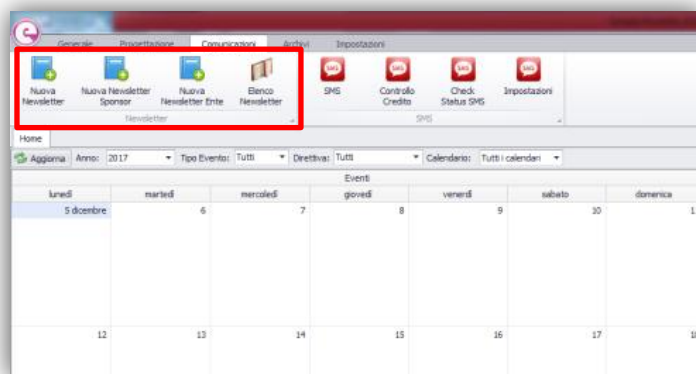 Generale Progettazione Comunicazioni Archivi Impostazioni
Nuova Newsletter
Nuova Newsletter Sponsor
Nuova Newsletter Ente
Elenco Newsletter
SMS
Controllo Credito
Check Status SMS
Impostazioni
Newsletter SMS
Home
Aggiorna Anno: 2017 Tipo Evento: Tutti Direttiva: Tutti Calendario: Tutti i calendari
Eventi
lunedì martedì mercoledì giovedì venerdì sabato domenica
5 dicembre 6 7 8 9 10
12 13 14 15 16 17